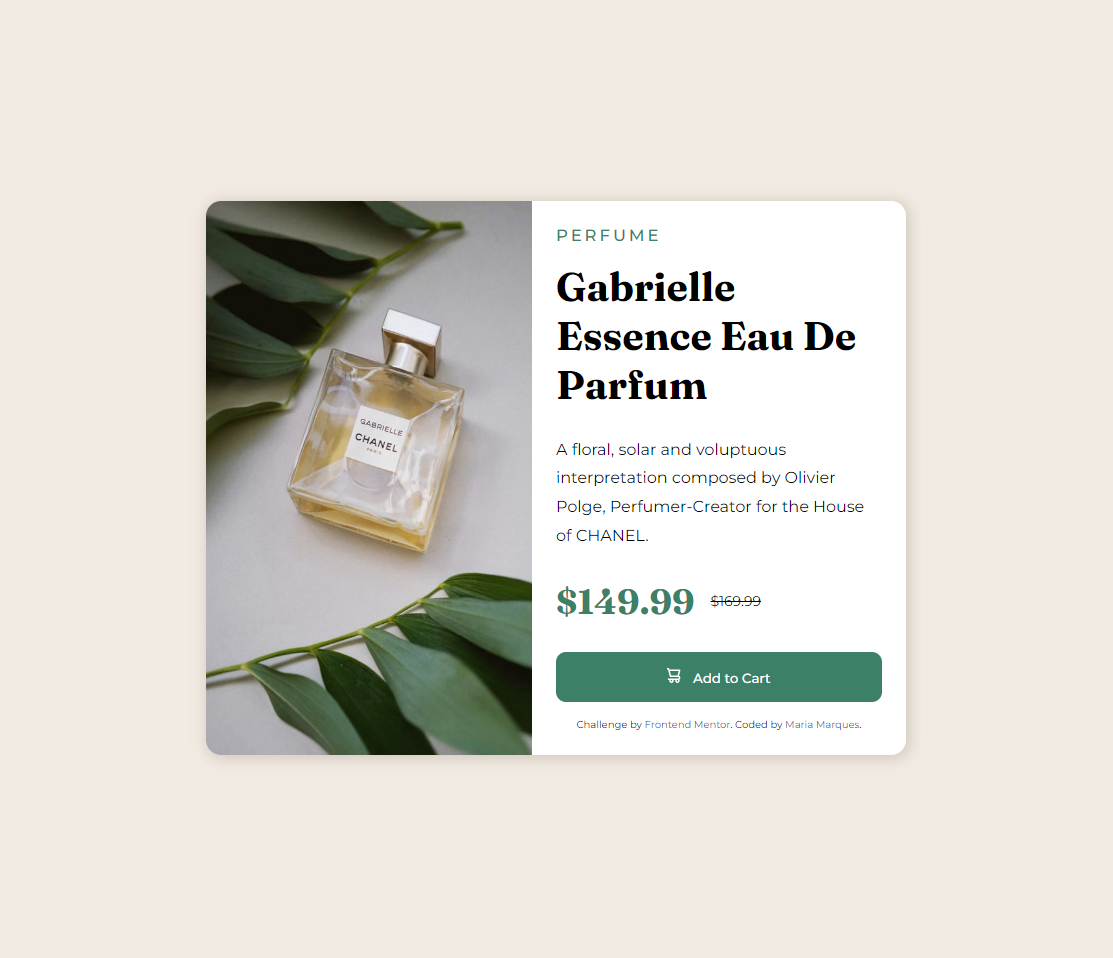 GABRIELLE
CHANEL
PARIS
PERFUME
Gabrielle
Essence Eau De
Parfum
A floral, solar and voluptuous
interpretation composed by Olivier
Polge, Perfumer-Creator for the House
of CHANEL.
$149.99 $169.99
Add to Cart
Challenge by Frontend Mentor. Coded by Maria Marques.